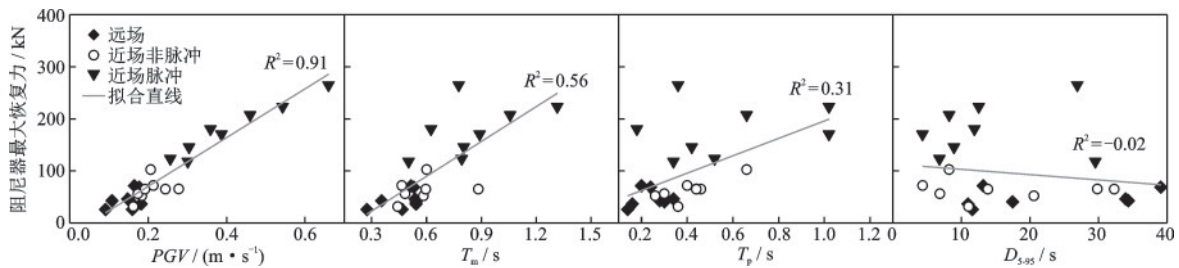 阻尼器最大恢复力 / kN
400
300
200
100
0
远场
近场非脉冲
近场脉冲
拟合直线
R²=0.91
0.0 0.2 0.4 0.6
PGV / (m·s⁻¹)
R²=0.56
0.3 0.6 0.9 1.2 1.5
Tm / s
R²=0.31
0.2 0.4 0.6 0.8 1.0 1.2
Tp / s
R²=-0.02
0 10 20 30 40
D5-95 / s